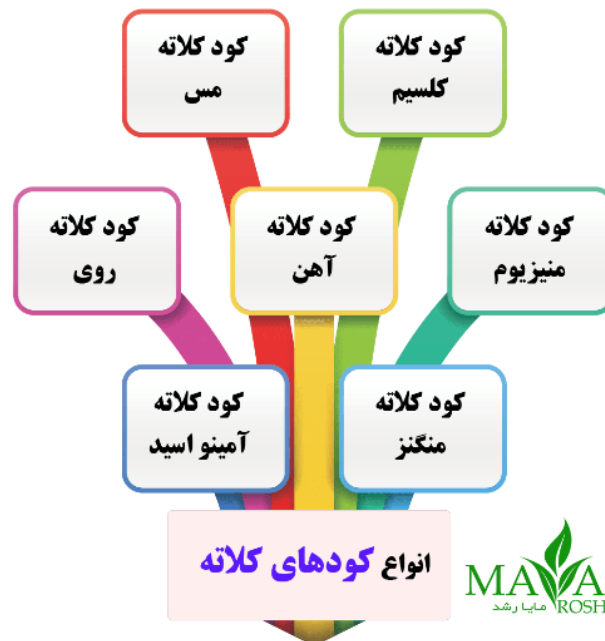 کود کلاته
مس
کود کلاته
کلسیم
کود کلاته
روی
کود کلاته
آهن
کود کلاته
منیزیوم
کود کلاته
آمینو اسید
کود کلاته
منگنز
انواع کودهای کلاته
MAYA
ROSH
مایا رشد